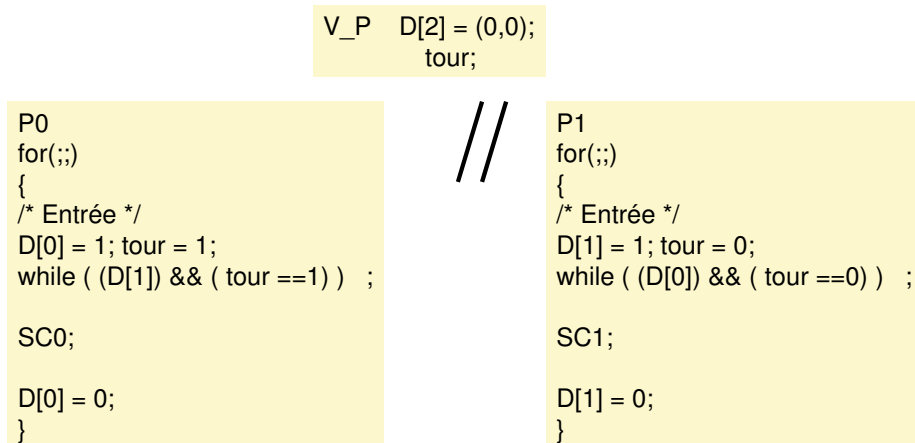 V_P D[2] = (0,0);
tour;
P0
for(;;)
{
/* Entrée */
D[0] = 1; tour = 1;
while ( (D[1]) && ( tour ==1) ) ;
SC0;
D[0] = 0;
}
//
P1
for(;;)
{
/* Entrée */
D[1] = 1; tour = 0;
while ( (D[0]) && ( tour ==0) ) ;
SC1;
D[1] = 0;
}